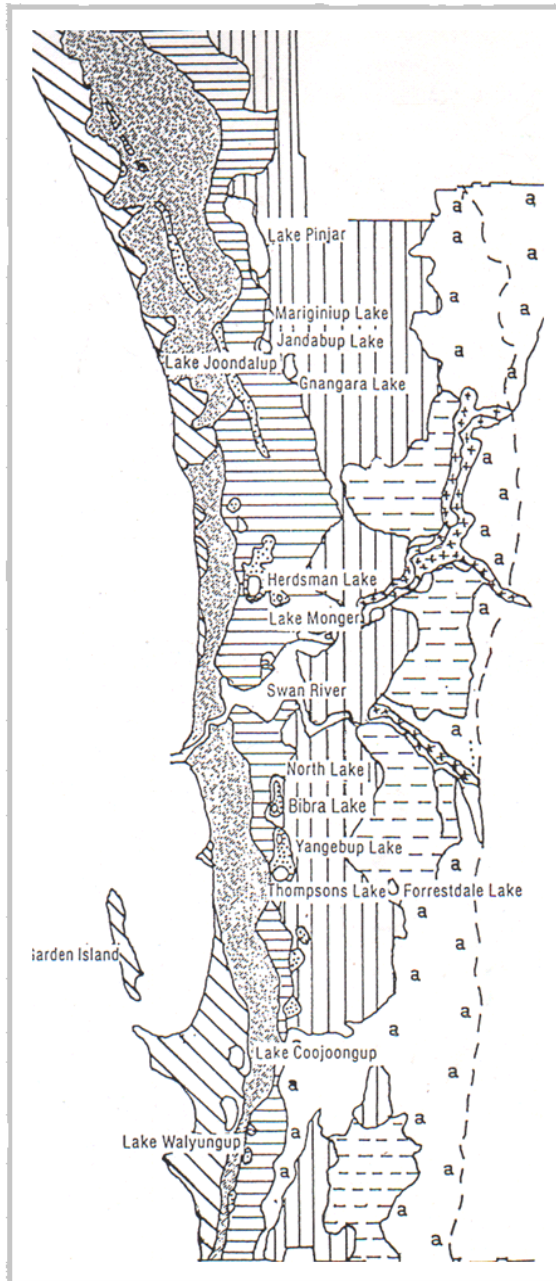 a a
Lake Pinjar
a
a a
Mariginiup Lake
a
Jandabup Lake
Lake Joondalup
a
Gnangara Lake
a
a
a
a
Herdsman Lake
a
Lake Monger
a
a
a
Swan River
a
North Lake
Bibra Lake
Yangebup Lake
a
Thompsons Lake
Forrestdale Lake
a
a
Garden Island
a
a
a
Lake Coojoongup
a
a
a
a
Lake Walyungup
a
a
a
a
a
a